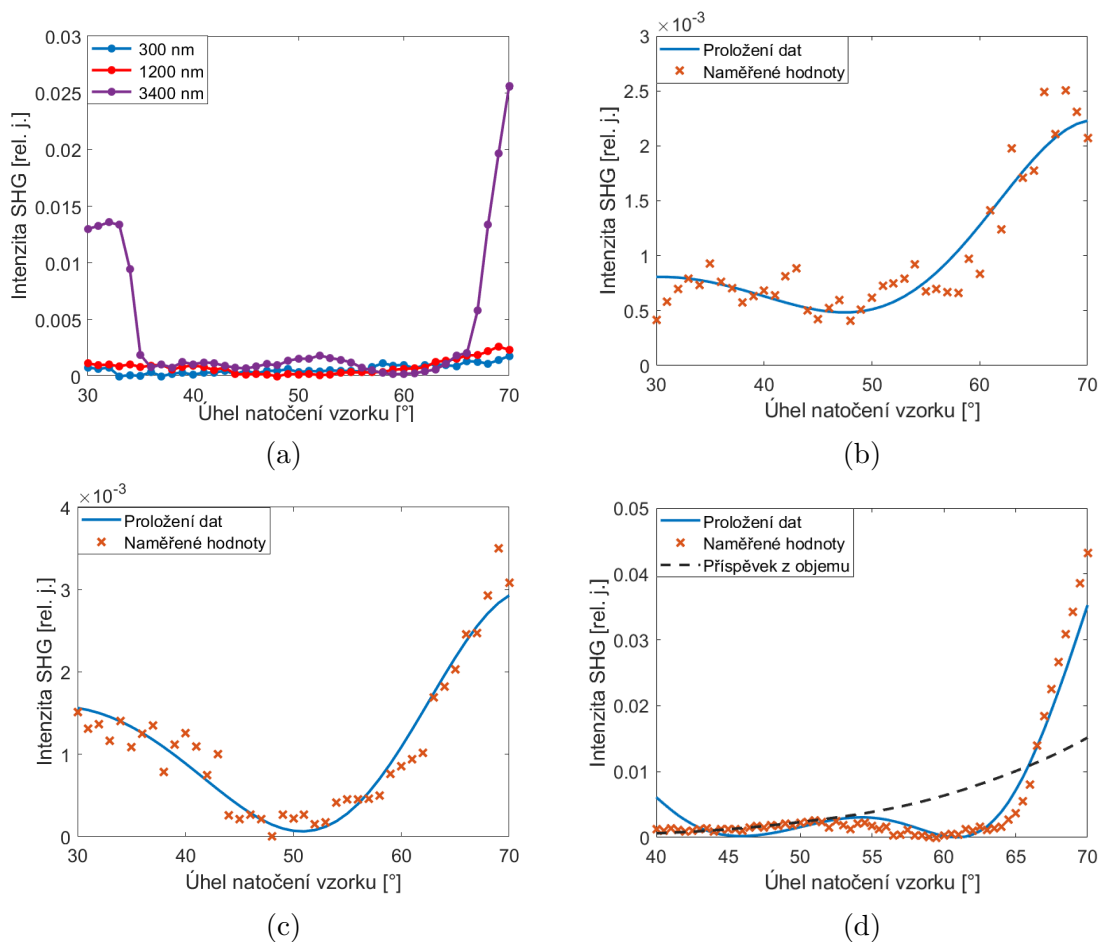 0.03
0.025
0.02
0.015
0.01
0.005
0
300 nm
1200 nm
3400 nm
Intenzita SHG [rel. j.]
30 40 50 60 70
Úhel natočení vzorku [°]
(a)
×10⁻³
3
2.5
2
1.5
1
0.5
0
Proložení dat
Naměřené hodnoty
Intenzita SHG [rel. j.]
30 40 50 60 70
Úhel natočení vzorku [°]
(b)
×10⁻³
4
3
2
1
0
Proložení dat
Naměřené hodnoty
Intenzita SHG [rel. j.]
30 40 50 60 70
Úhel natočení vzorku [°]
(c)
0.05
0.04
0.03
0.02
0.01
0
Proložení dat
Naměřené hodnoty
Příspěvek z objemu
Intenzita SHG [rel. j.]
40 45 50 55 60 65 70
Úhel natočení vzorku [°]
(d)